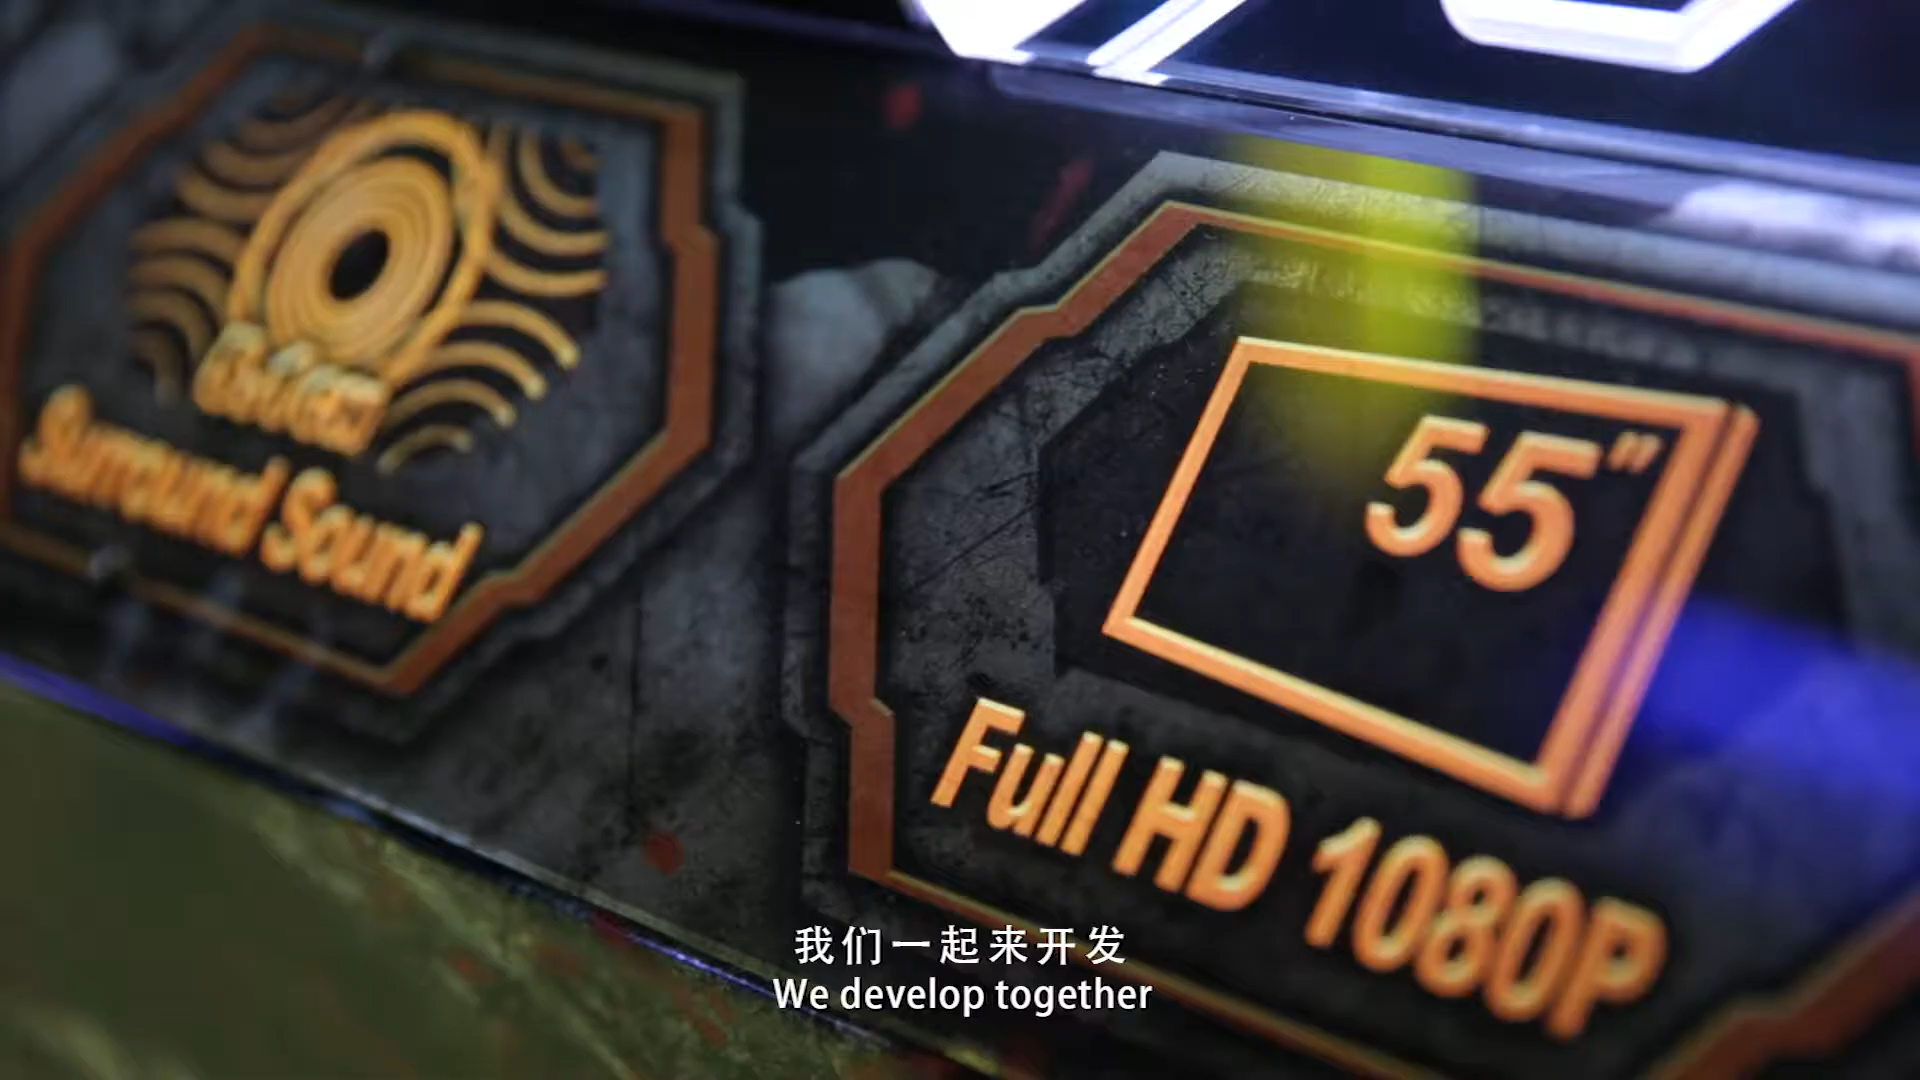 Surround Sound
55"
Full HD 1080P
我们一起来开发
We develop together